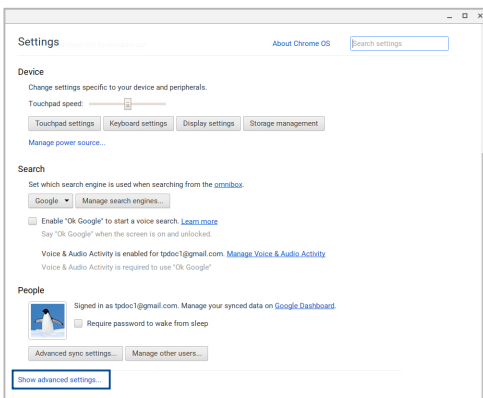 Settings
About Chrome OS
Search settings
Device
Change settings specific to your device and peripherals.
Touchpad speed:
Touchpad settings
Keyboard settings
Display settings
Storage management
Manage power source...
Search
Set which search engine is used when searching from the omnibox.
Google
Manage search engines...
Enable "Ok Google" to start a voice search. Learn more
Say "Ok Google" when the screen is on and unlocked.
Voice & Audio Activity is enabled for tpdoc1@gmail.com. Manage Voice & Audio Activity
Voice & Audio Activity is required to use "Ok Google"
People
Signed in as tpdoc1@gmail.com. Manage your synced data on Google Dashboard.
Require password to wake from sleep
Advanced sync settings...
Manage other users...
Show advanced settings...